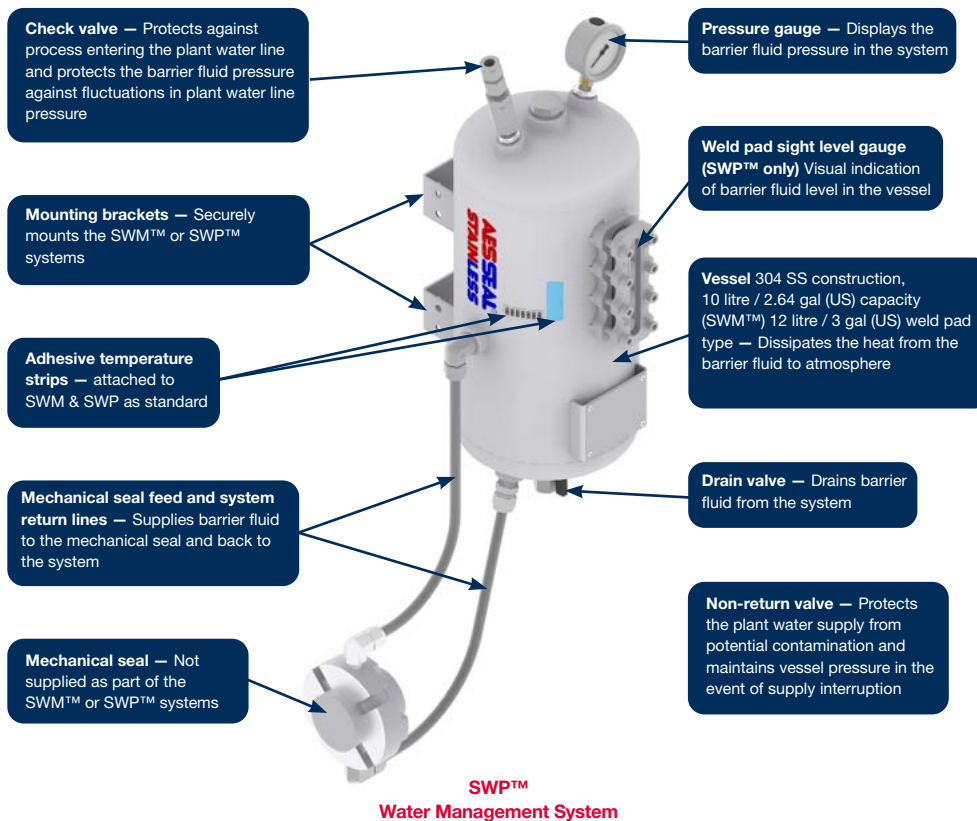 Check valve — Protects against
process entering the plant water line
and protects the barrier fluid pressure
against fluctuations in plant water line
pressure
Pressure gauge — Displays the
barrier fluid pressure in the system
Weld pad sight level gauge
(SWP™ only) Visual indication
of barrier fluid level in the vessel
Mounting brackets — Securely
mounts the SWM™ or SWP™
systems
AESSEAL
STAINLESS
Vessel 304 SS construction,
10 litre / 2.64 gal (US) capacity
(SWM™) 12 litre / 3 gal (US) weld pad
type — Dissipates the heat from the
barrier fluid to atmosphere
Adhesive temperature
strips — attached to
SWM & SWP as standard
Mechanical seal feed and system
return lines — Supplies barrier fluid
to the mechanical seal and back to
the system
Drain valve — Drains barrier
fluid from the system
Non-return valve — Protects
the plant water supply from
potential contamination and
maintains vessel pressure in the
event of supply interruption
Mechanical seal — Not
supplied as part of the
SWM™ or SWP™ systems
SWP™
Water Management System